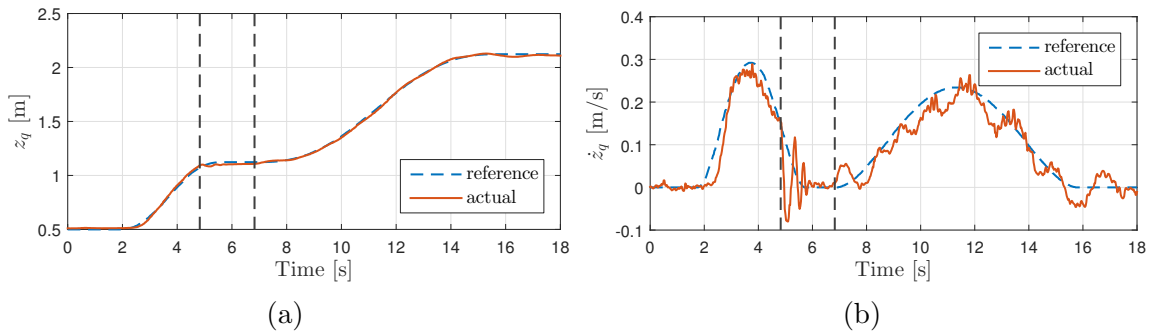 2.5
2
1.5
1
0.5
z_q [m]
0 2 4 6 8 10 12 14 16 18
Time [s]
reference
actual
(a)
0.4
0.3
0.2
0.1
0
-0.1
ż_q [m/s]
0 2 4 6 8 10 12 14 16 18
Time [s]
reference
actual
(b)